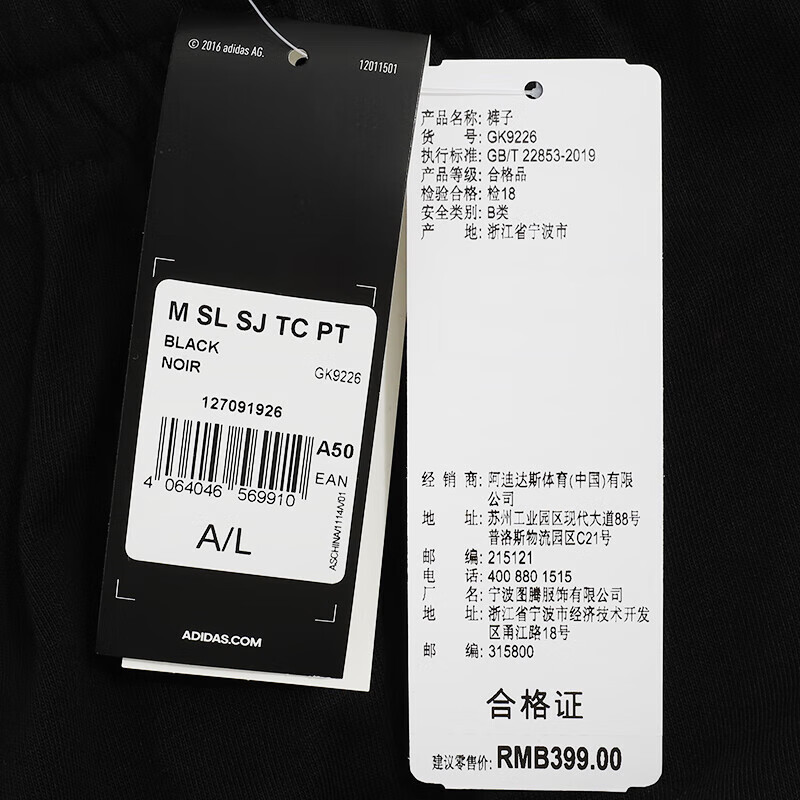 © 2016 adidas AG.
12011501
M SL SJ TC PT
BLACK
NOIR
GK9226
127091926
A50
EAN
4 064046 569910
ASCHINA/1114/V01
A/L
ADIDAS.COM
产品名称: 裤子
货 号: GK9226
执行标准: GB/T 22853-2019
产品等级: 合格品
检验合格: 检18
安全类别: B类
产 地: 浙江省宁波市
经 销 商: 阿迪达斯体育(中国)有限
公司
地 址: 苏州工业园区现代大道88号
普洛斯物流园区C21号
邮 编: 215121
电 话: 400 880 1515
厂 名: 宁波图腾服饰有限公司
地 址: 浙江省宁波市经济技术开发
区甬江路18号
邮 编: 315800
合格证
建议零售价: RMB399.00